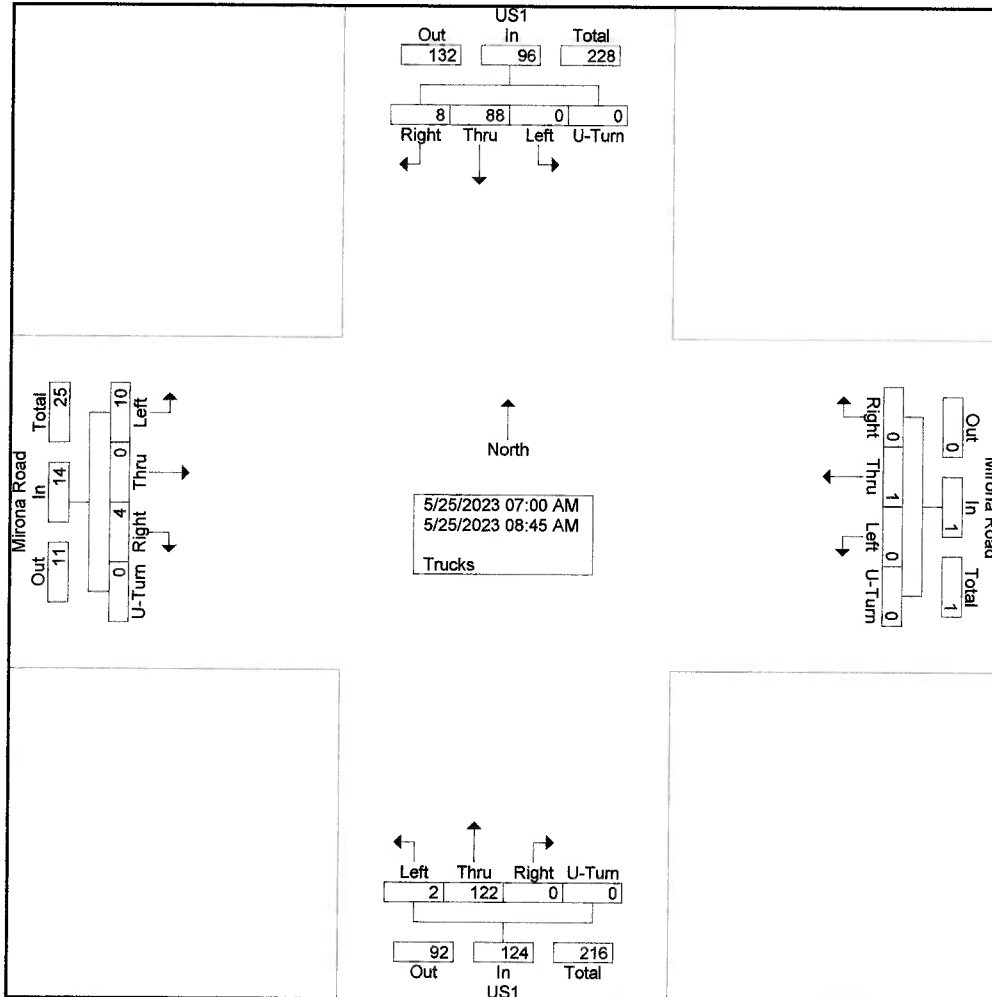 US1
Out In Total
132 96 228
8 88 0 0
Right Thru Left U-Turn
Mirona Road
Total In Out
25 14 11
10 0 4 0
Left Thru Right U-Turn
North
5/25/2023 07:00 AM
5/25/2023 08:45 AM
Trucks
Right Thru Left U-Turn
0 1 0 0
Out In Total
0 1 1
Mirona Road
Left Thru Right U-Turn
2 122 0 0
92 124 216
Out In Total
US1